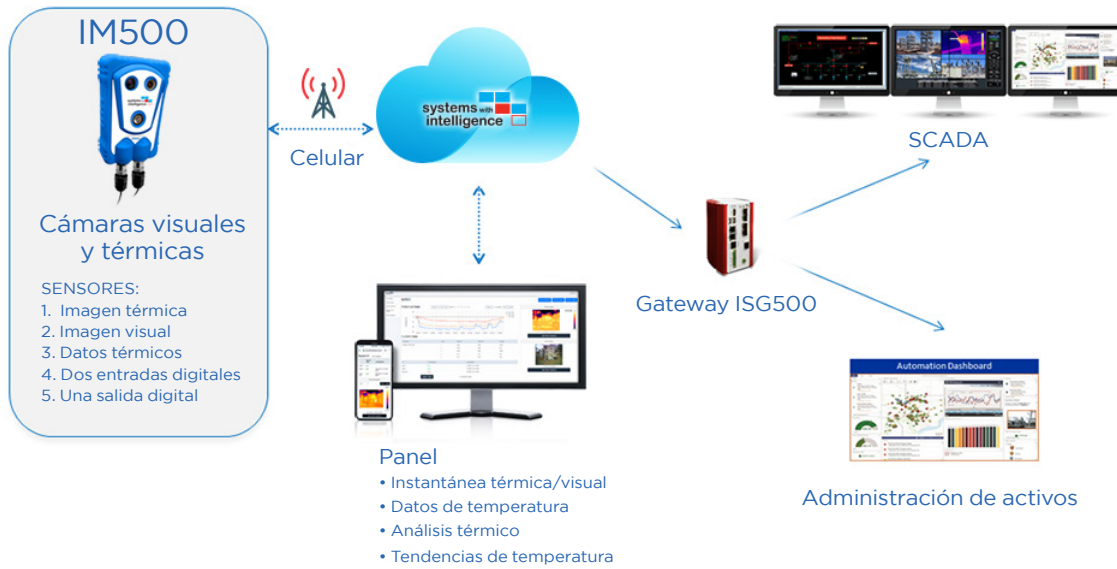 IM500
Cámaras visuales
y térmicas
SENSORES:
1. Imagen térmica
2. Imagen visual
3. Datos térmicos
4. Dos entradas digitales
5. Una salida digital
Celular
systems with
intelligence
Panel
• Instantánea térmica/visual
• Datos de temperatura
• Análisis térmico
• Tendencias de temperatura
Gateway ISG500
SCADA
Automation Dashboard
Administración de activos